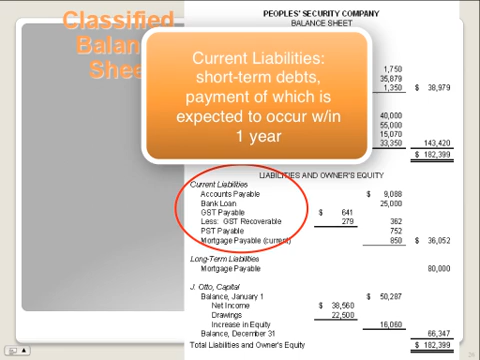 Classified
Balan
Shee
PEOPLES' SECURITY COMPANY
BALANCE SHEET
Current Liabilities:
short-term debts,
payment of which is
expected to occur w/in
1 year
1,750
35,879
1,350 $ 38,979
40,000
55,000
15,070
33,350 143,420
$ 182,399
LIABILITIES AND OWNER'S EQUITY
Current Liabilities
Accounts Payable $ 9,088
Bank Loan 25,000
GST Payable $ 641
Less: GST Recoverable 279 362
PST Payable 752
Mortgage Payable (current) 850 $ 36,052
Long-Term Liabilities
Mortgage Payable 80,000
J. Otto, Capital
Balance, January 1 $ 50,287
Net Income $ 38,560
Drawings 22,500
Increase in Equity 16,060
Balance, December 31 66,347
Total Liabilities and Owner's Equity $ 182,399